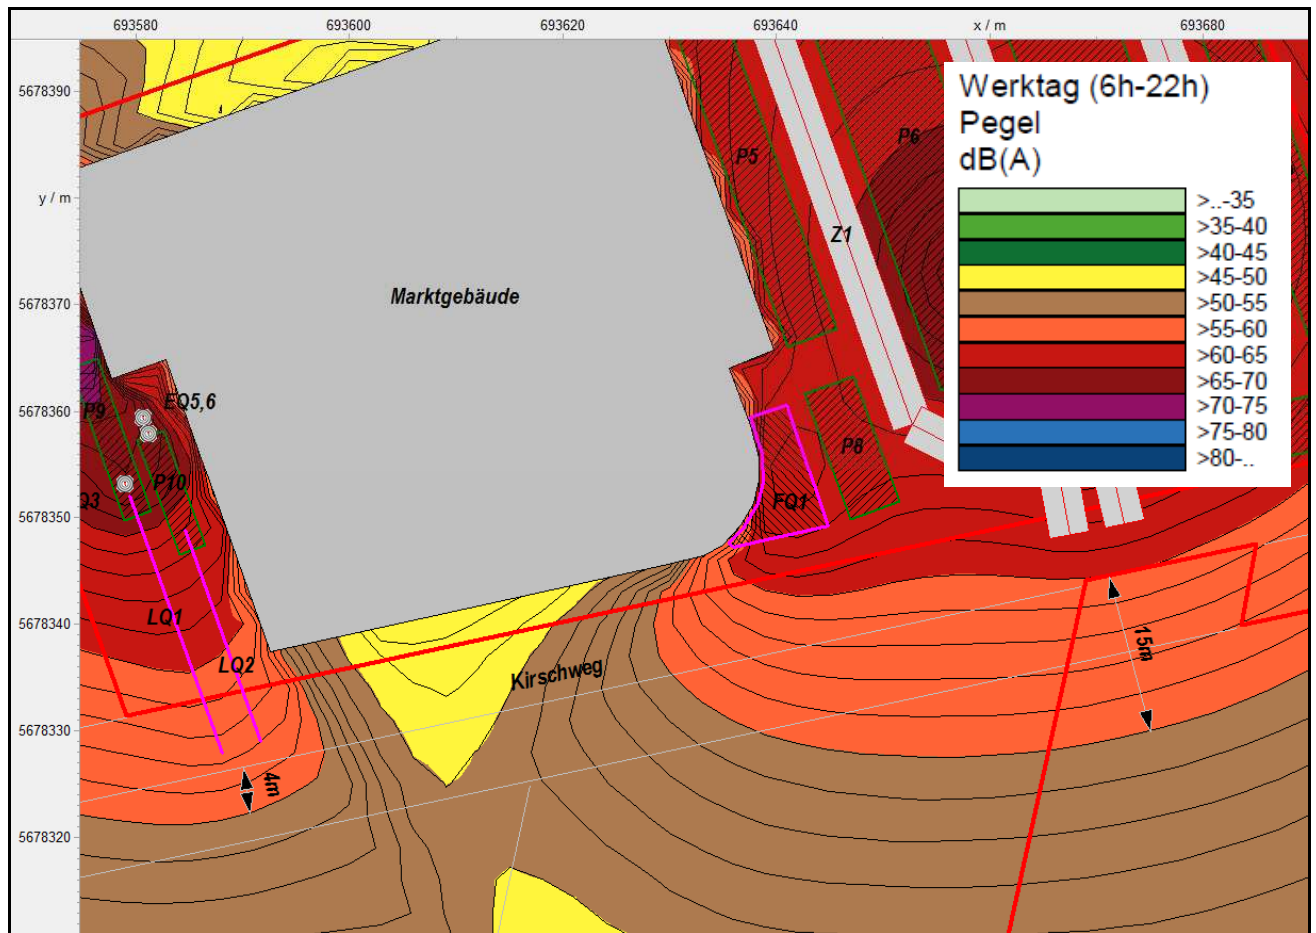 693580 693600 693620 693640 x / m 693680
5678390
y / m
5678370
5678360
5678350
5678340
5678330
5678320
Werktag (6h-22h)
Pegel
dB(A)
>..-35
>35-40
>40-45
>45-50
>50-55
>55-60
>60-65
>65-70
>70-75
>75-80
>80-..
P5
P6
Z1
Marktgebäude
EQ5,6
P9
P10
Q3
P8
FQ1
LQ1
LQ2
Kirschweg
15m
4m